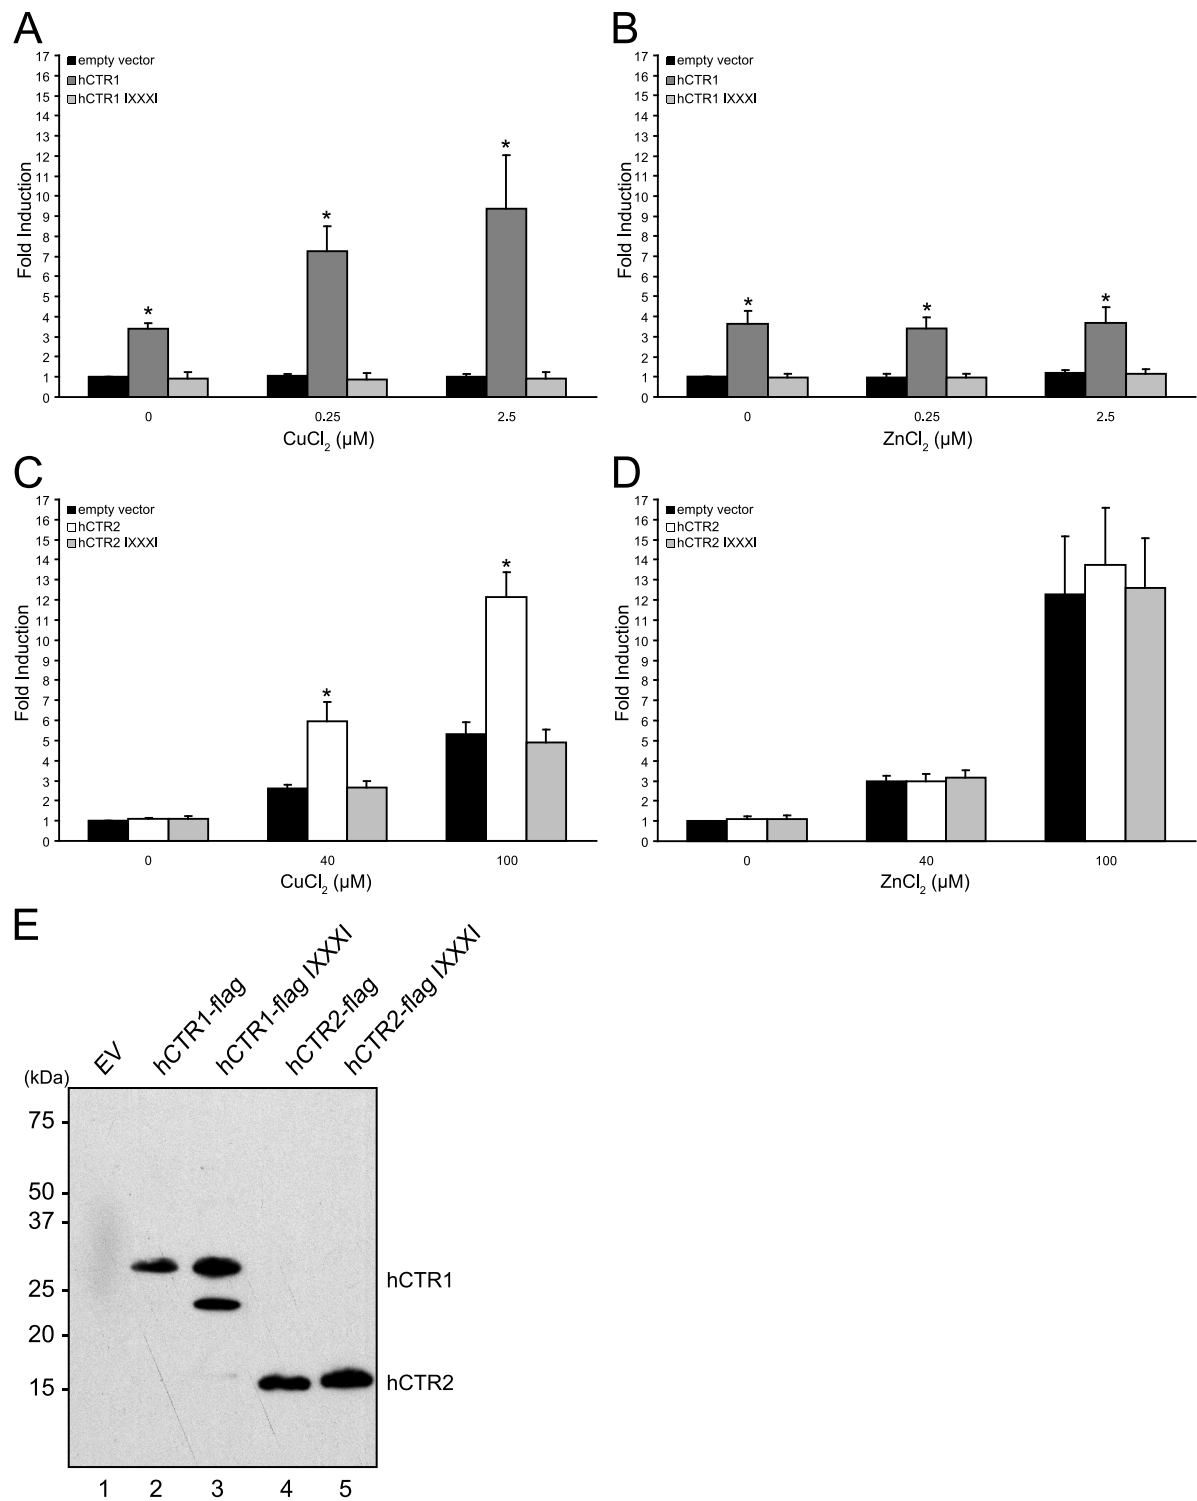 A
empty vector
hCTR1
hCTR1 IXXXI
17
16
15
14
13
12
11
10
9
8
7
6
5
4
3
2
1
0
Fold Induction
*
*
*
0
0.25
2.5
CuCl2 (µM)
B
empty vector
hCTR1
hCTR1 IXXXI
17
16
15
14
13
12
11
10
9
8
7
6
5
4
3
2
1
0
Fold Induction
*
*
*
0
0.25
2.5
ZnCl2 (µM)
C
empty vector
hCTR2
hCTR2 IXXXI
17
16
15
14
13
12
11
10
9
8
7
6
5
4
3
2
1
0
Fold Induction
*
*
0
40
100
CuCl2 (µM)
D
empty vector
hCTR2
hCTR2 IXXXI
17
16
15
14
13
12
11
10
9
8
7
6
5
4
3
2
1
0
Fold Induction
0
40
100
ZnCl2 (µM)
E
EV
hCTR1-flag
hCTR1-flag IXXXI
hCTR2-flag
hCTR2-flag IXXXI
(kDa)
75
50
37
25
20
15
hCTR1
hCTR2
1 2 3 4 5